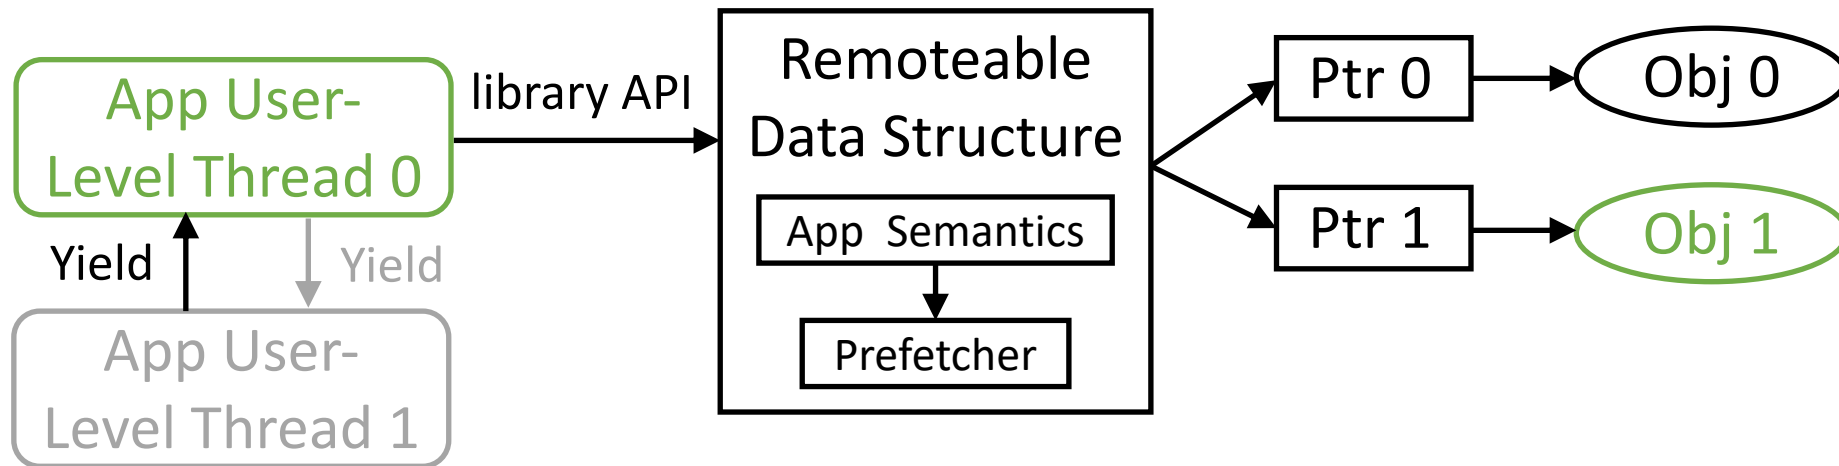 App User-
Level Thread 0
Yield
Yield
App User-
Level Thread 1
library API
Remoteable
Data Structure
App Semantics
Prefetcher
Ptr 0
Obj 0
Ptr 1
Obj 1